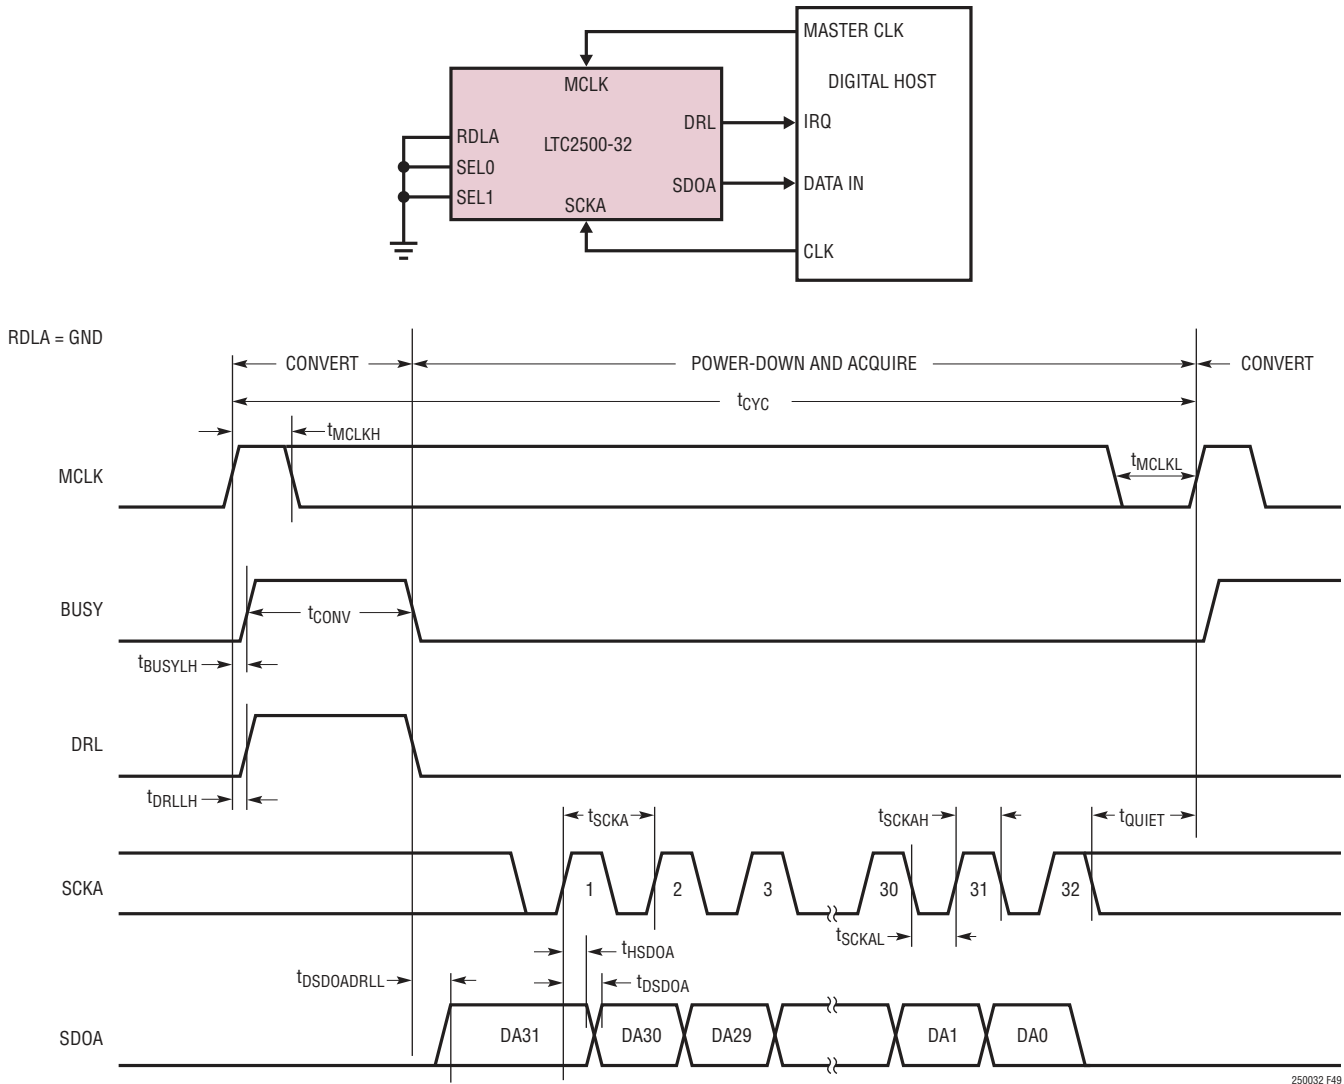 MASTER CLK
MCLK
DIGITAL HOST
DRL
IRQ
RDLA
LTC2500-32
SEL0
SDOA
DATA IN
SEL1
SCKA
CLK
RDLA = GND
CONVERT
POWER-DOWN AND ACQUIRE
CONVERT
tCYC
tMCLKH
tMCLKL
MCLK
BUSY
tCONV
tBUSYLH
DRL
tDRLLH
tSCKA
tSCKAH
tQUIET
SCKA
1
2
3
30
31
32
tSCKAL
tHSDOA
tDSDOADRLL
tDSDOA
SDOA
DA31
DA30
DA29
DA1
DA0
250032 F49